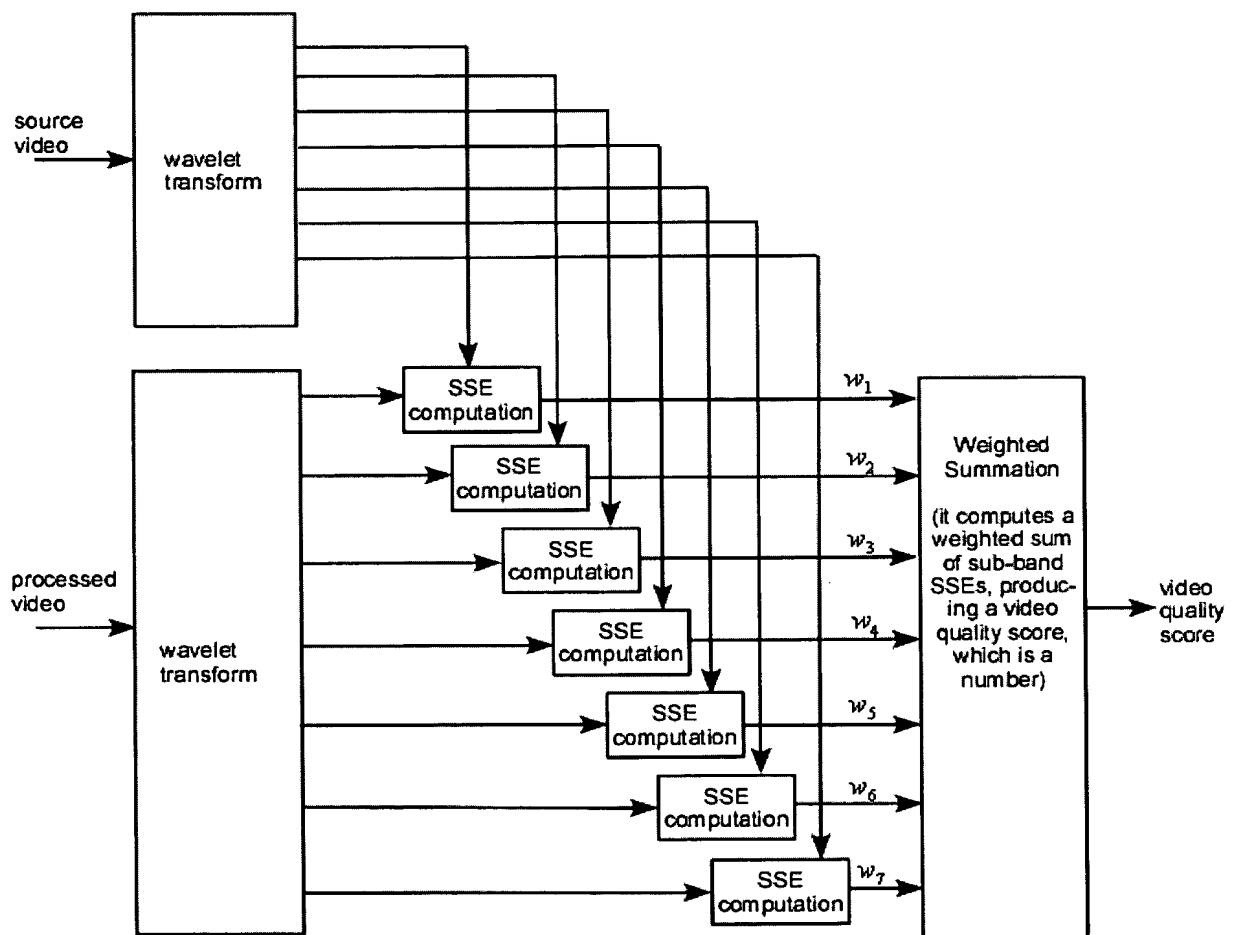 source
video
wavelet
transform
SSE
computation
w1
SSE
computation
w2
SSE
computation
w3
SSE
computation
w4
SSE
computation
w5
SSE
computation
w6
SSE
computation
w7
processed
video
wavelet
transform
Weighted
Summation
(it computes a
weighted sum
of sub-band
SSEs, produc-
ing a video
quality score,
which is a
number)
video
quality
score